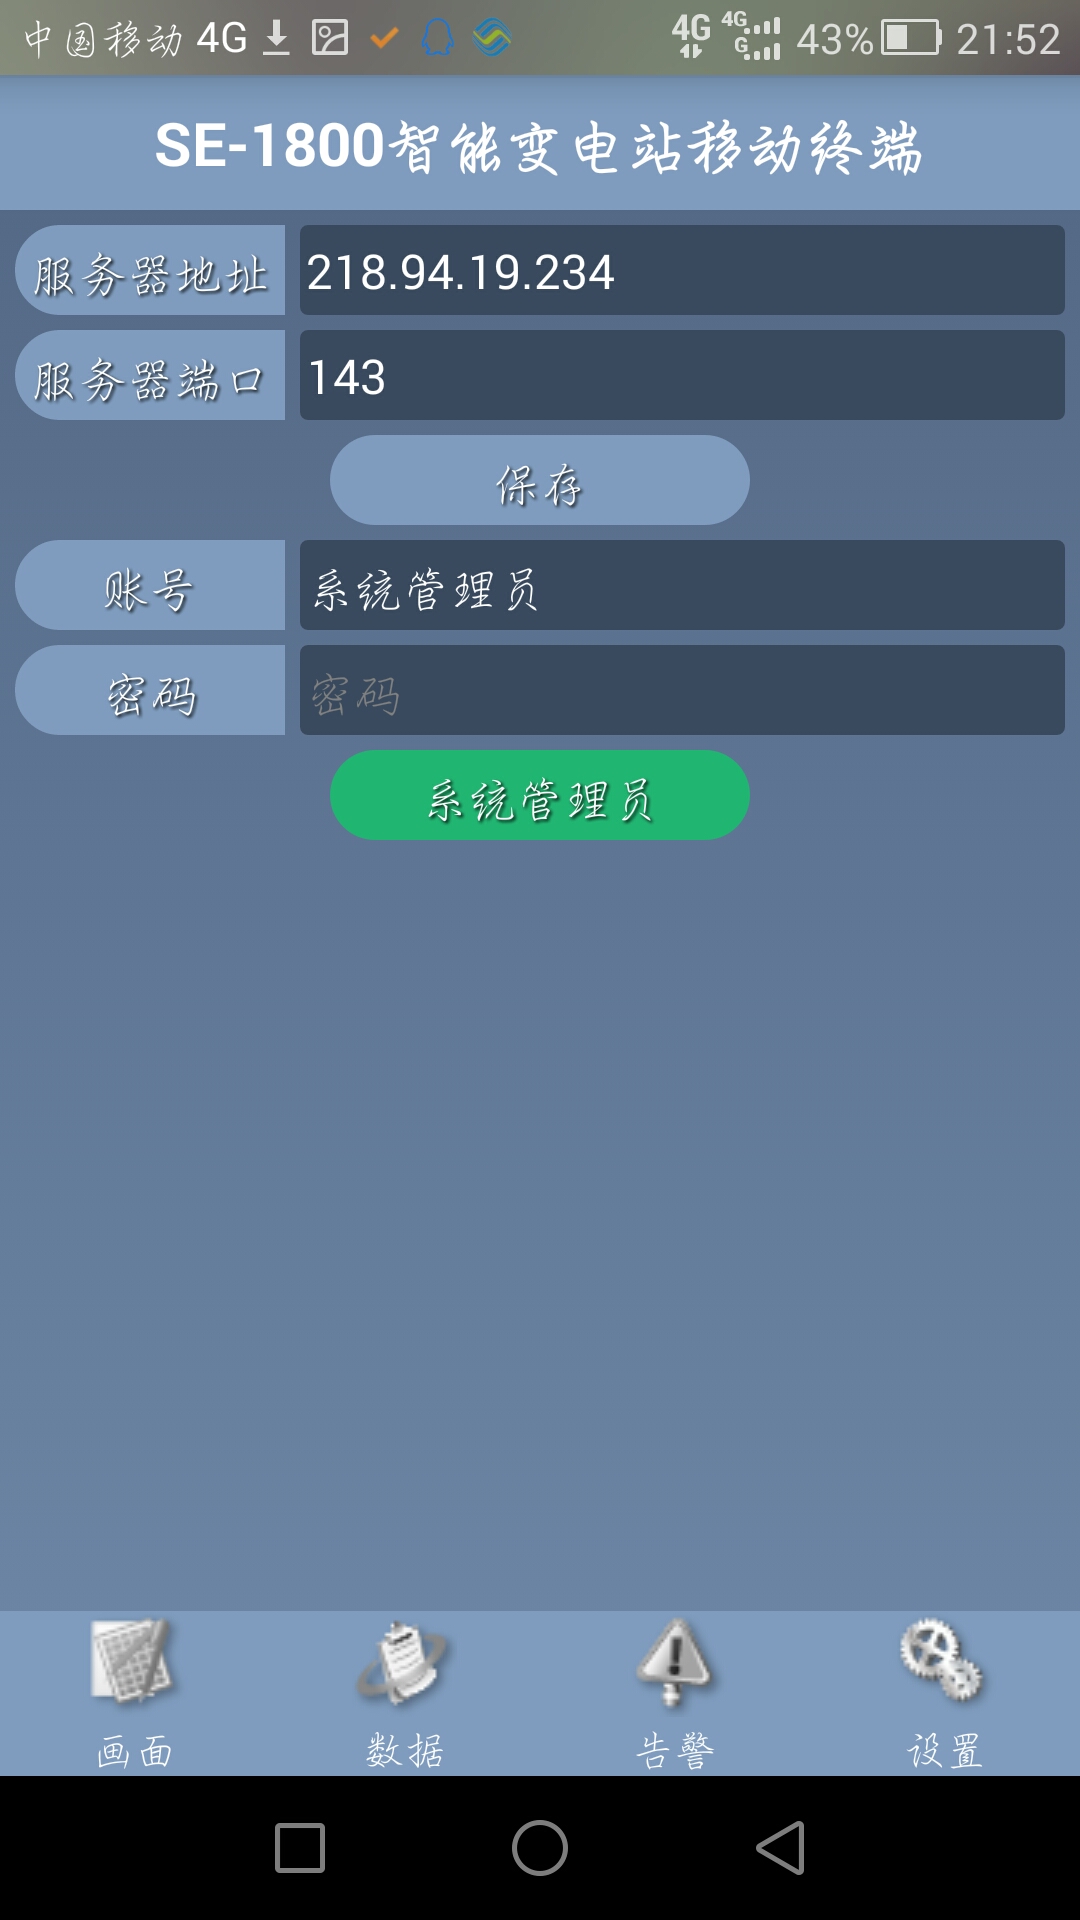 中国移动 4G 4G 4G G 43% 21:52
SE-1800智能变电站移动终端
服务器地址 218.94.19.234
服务器端口 143
保存
账号 系统管理员
密码 密码
系统管理员
画面 数据 告警 设置